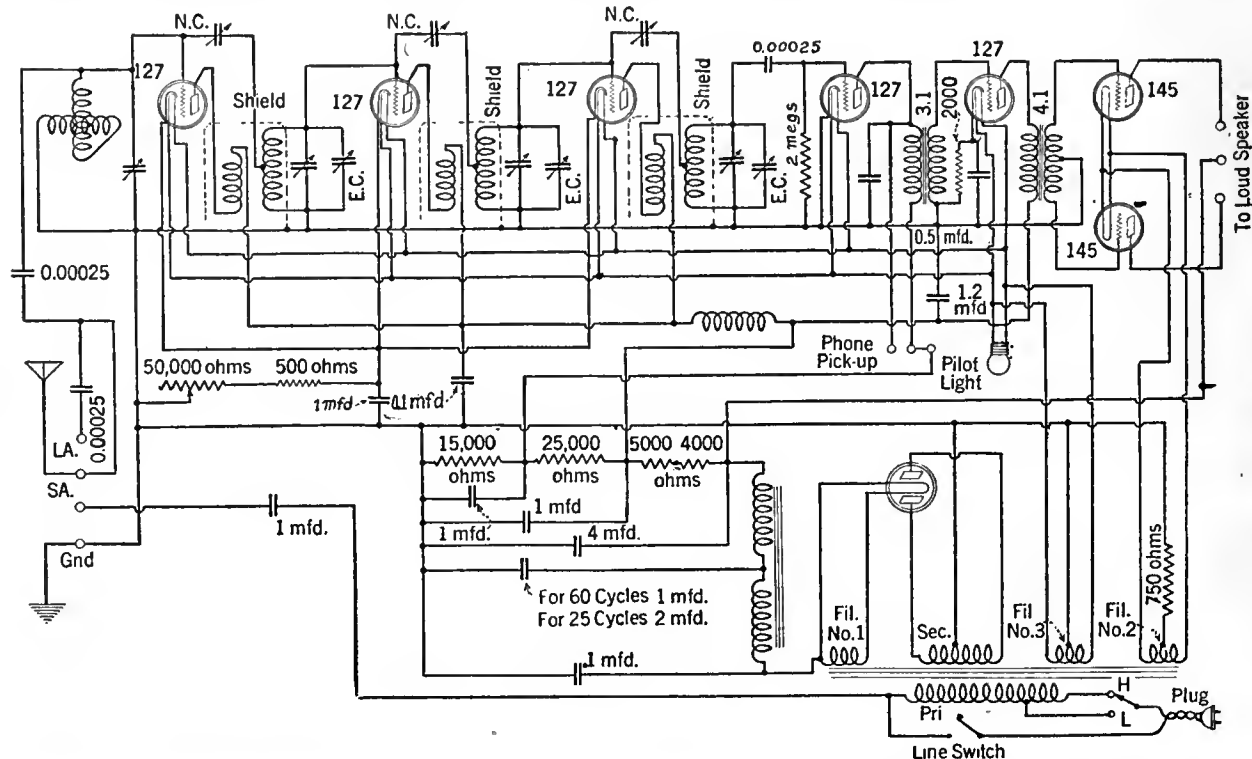 N.C.
N.C.
N.C.
127
127
127
0.00025
127
127
145
Shield
Shield
Shield
E.C.
E.C.
E.C.
2 megs
3.1
2000
4.1
To Loud Speaker
0.5 mfd.
145
0.00025
1.2
mfd
Phone
Pick-up
Pilot
Light
50,000 ohms
500 ohms
1 mfd
0.1 mfd
0.00025
LA.
SA.
Gnd
1 mfd.
15,000
ohms
25,000
ohms
5000 4000
ohms
1 mfd.
1 mfd
4 mfd.
For 60 Cycles 1 mfd.
For 25 Cycles 2 mfd.
1 mfd.
Fil.
No.1
Sec.
Fil
No.3
Fil.
No.2
750 ohms
Pri
H
L
Plug
Line Switch